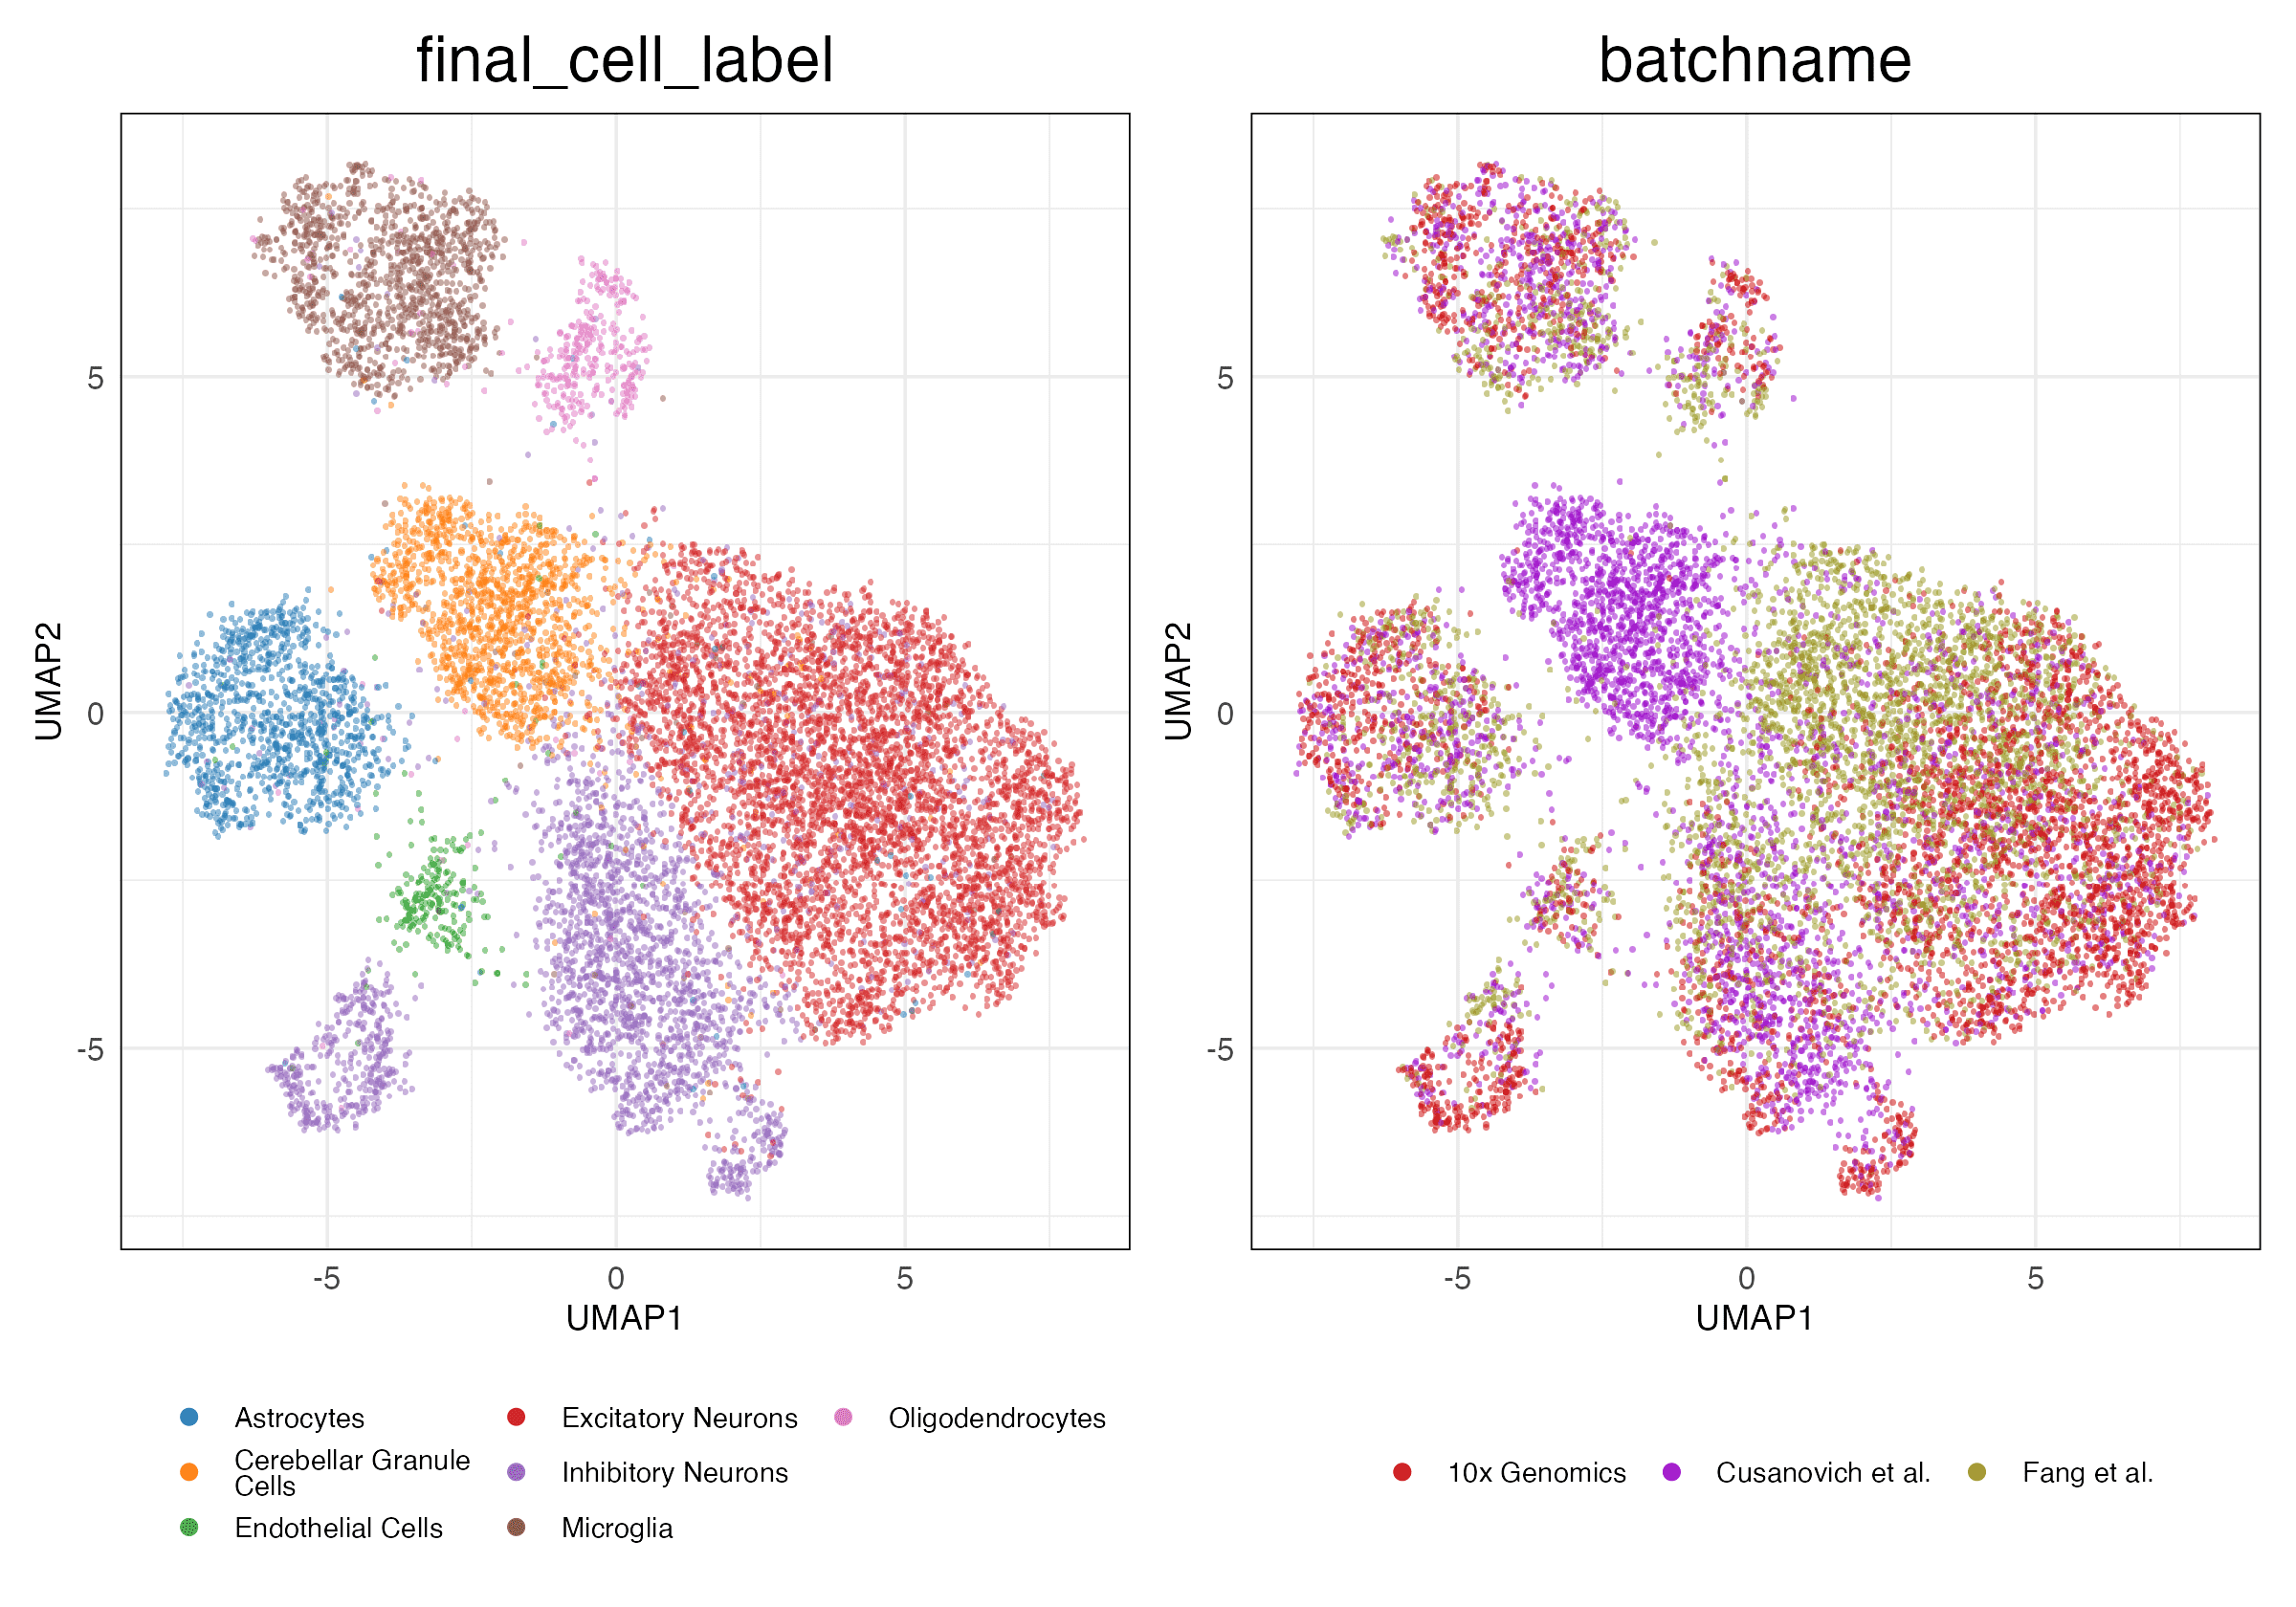 final_cell_label
batchname
UMAP2
5
0
-5
-5
0
5
UMAP1
UMAP2
5
0
-5
-5
0
5
UMAP1
Astrocytes
Cerebellar Granule
Cells
Endothelial Cells
Excitatory Neurons
Inhibitory Neurons
Microglia
Oligodendrocytes
10x Genomics
Cusanovich et al.
Fang et al.